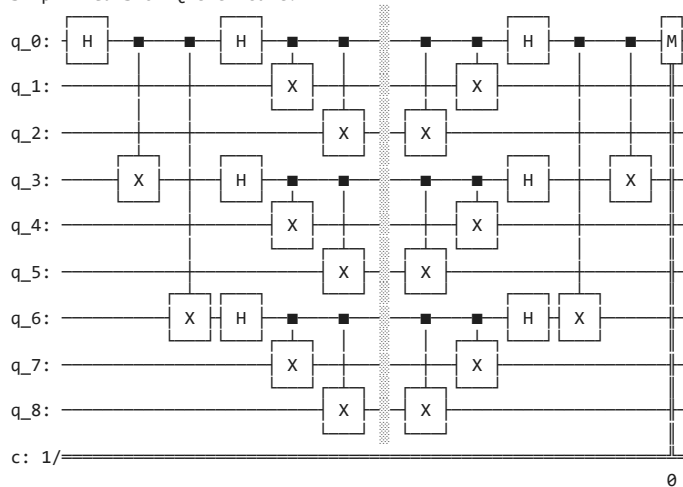 q_0: H ■ ■ H ■ ■ ■ ■ H ■ ■ M
q_1: X X
q_2: X X
q_3: X H ■ ■ ■ ■ H X
q_4: X X
q_5: X X
q_6: X H ■ ■ ■ ■ H X
q_7: X X
q_8: X X
c: 1/
0